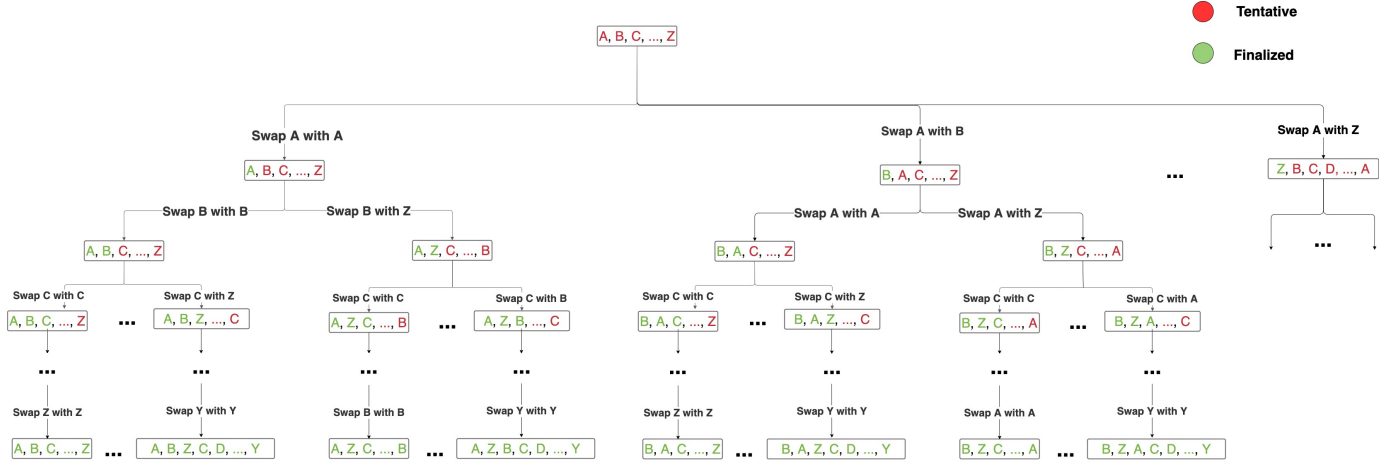 Tentative
A, B, C, ..., Z
Finalized
Swap A with A
Swap A with B
Swap A with Z
A, B, C, ..., Z
B, A, C, ..., Z
...
Z, B, C, D, ..., A
Swap B with B
Swap B with Z
Swap A with A
Swap A with Z
A, B, C, ..., Z
A, Z, C, ..., B
B, A, C, ..., Z
B, Z, C, ..., A
...
Swap C with C
Swap C with Z
Swap C with C
Swap C with B
Swap C with C
Swap C with Z
Swap C with C
Swap C with A
A, B, C, ..., Z
...
A, B, Z, ..., C
A, Z, C, ..., B
...
A, Z, B, ..., C
B, A, C, ..., Z
...
B, A, Z, ..., C
B, Z, C, ..., A
...
B, Z, A, ..., C
...
...
...
...
...
...
...
...
Swap Z with Z
Swap Y with Y
Swap B with B
Swap Y with Y
Swap Z with Z
Swap Y with Y
Swap A with A
Swap Y with Y
A, B, C, ..., Z
...
A, B, Z, C, D, ..., Y
A, Z, C, ..., B
...
A, Z, B, C, D, ..., Y
B, A, C, ..., Z
...
B, A, Z, C, D, ..., Y
B, Z, C, ..., A
...
B, Z, A, C, D, ..., Y